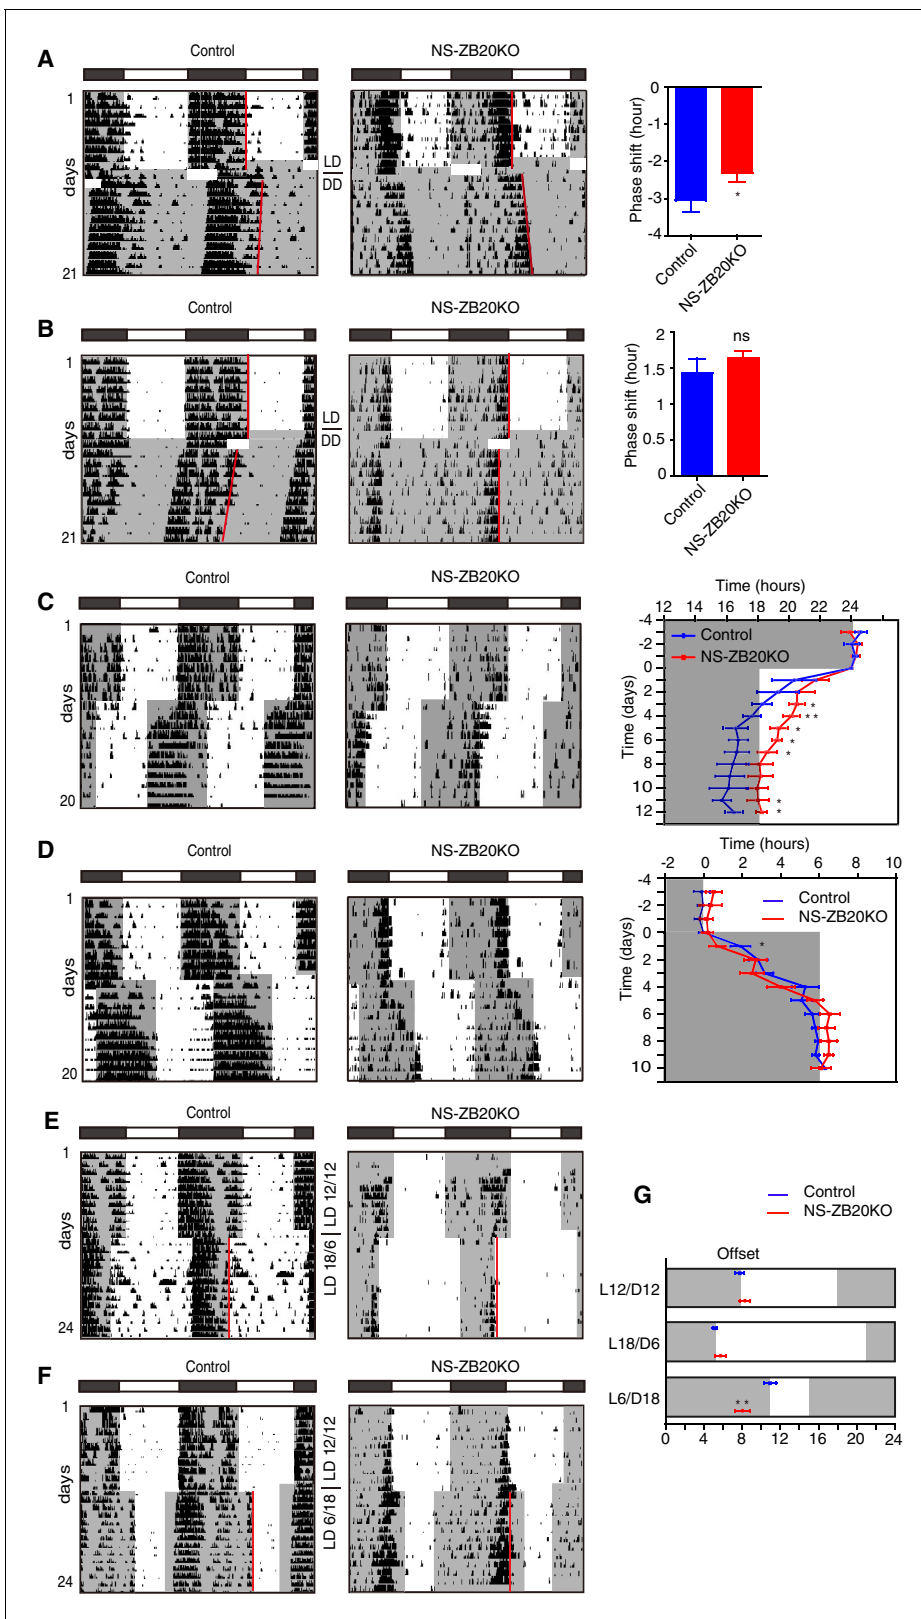 A
Control
NS-ZB20KO
1
days
21
LD
DD
0
-1
-2
-3
-4
Phase shift (hour)
*
Control
NS-ZB20KO
B
Control
NS-ZB20KO
1
days
21
LD
DD
2
1.5
1
0.5
0
Phase shift (hour)
ns
Control
NS-ZB20KO
C
Control
NS-ZB20KO
1
days
20
Time (hours)
12 14 16 18 20 22 24
-4
-2
0
2
4
6
8
10
12
Time (days)
Control
NS-ZB20KO
*
* *
*
*
*
*
*
D
Control
NS-ZB20KO
1
days
20
Time (hours)
-2 0 2 4 6 8 10
-4
-2
0
2
4
6
8
10
Time (days)
Control
NS-ZB20KO
*
E
Control
NS-ZB20KO
1
days
24
LD 18/6 | LD 12/12
F
Control
NS-ZB20KO
1
days
24
LD 6/18 | LD 12/12
G
Control
NS-ZB20KO
Offset
L12/D12
L18/D6
L6/D18
* *
0 4 8 12 16 20 24